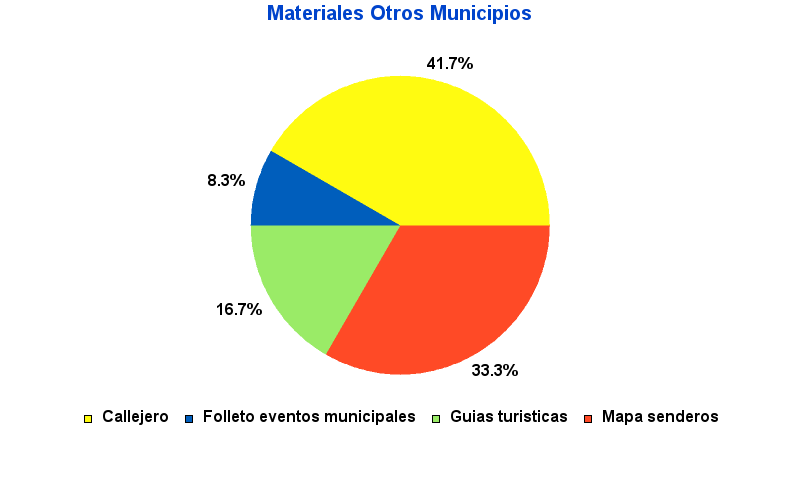 Materiales Otros Municipios
41.7%
8.3%
16.7%
33.3%
Callejero Folleto eventos municipales Guias turisticas Mapa senderos